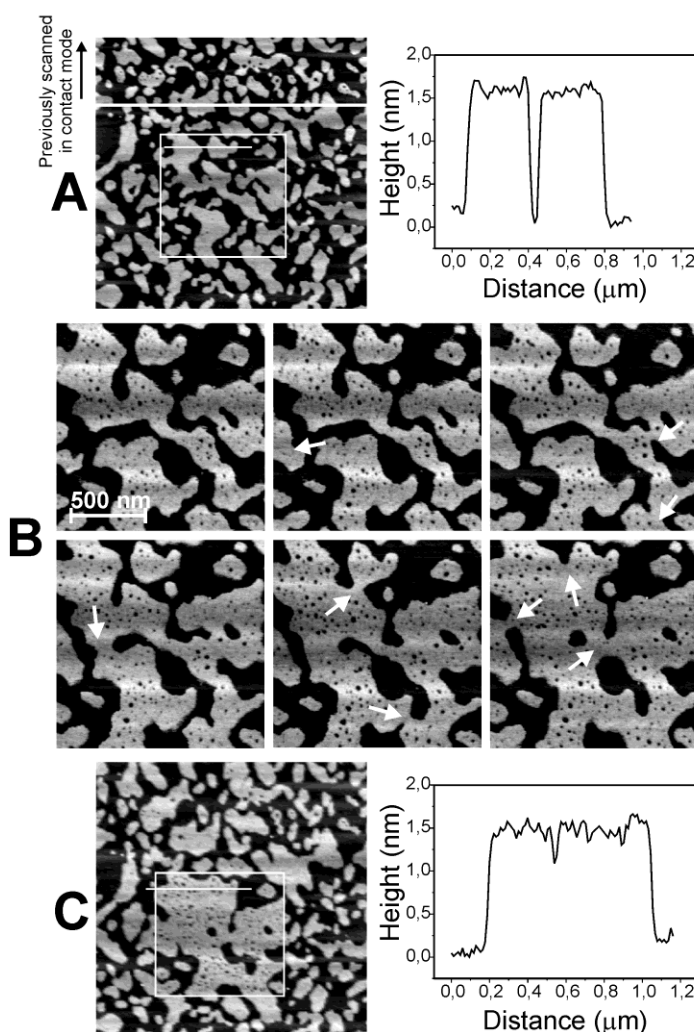 Previously scanned
in contact mode
A
Height (nm)
2,0
1,5
1,0
0,5
0,0
0,0 0,2 0,4 0,6 0,8 1,0 1,2
Distance (μm)
B
500 nm
C
Height (nm)
2,0
1,5
1,0
0,5
0,0
0,0 0,2 0,4 0,6 0,8 1,0 1,2
Distance (μm)